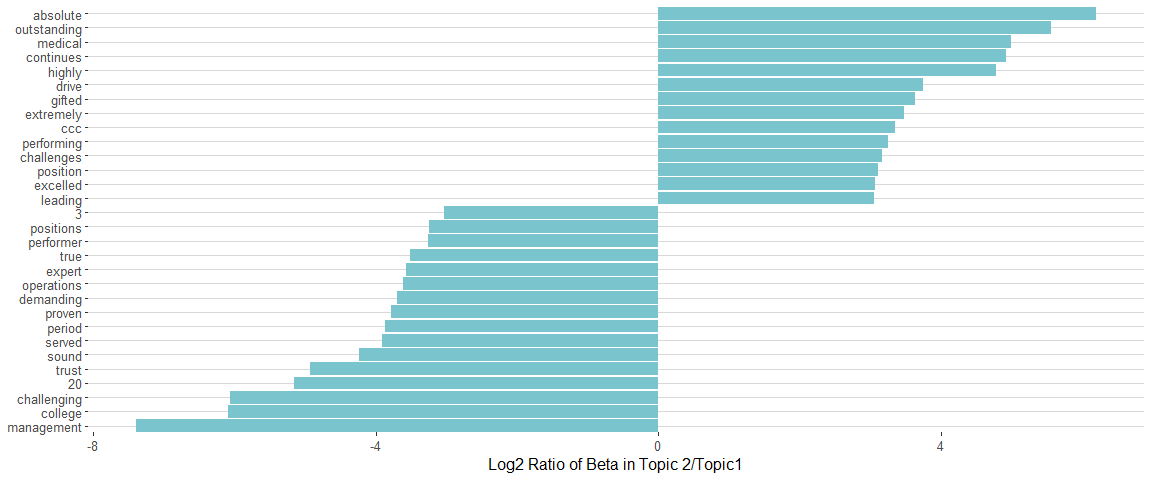 absolute
outstanding
medical
continues
highly
drive
gifted
extremely
ccc
performing
challenges
position
excelled
leading
3
positions
performer
true
expert
operations
demanding
proven
period
served
sound
trust
20
challenging
college
management
-8 -4 0 4
Log2 Ratio of Beta in Topic 2/Topic1